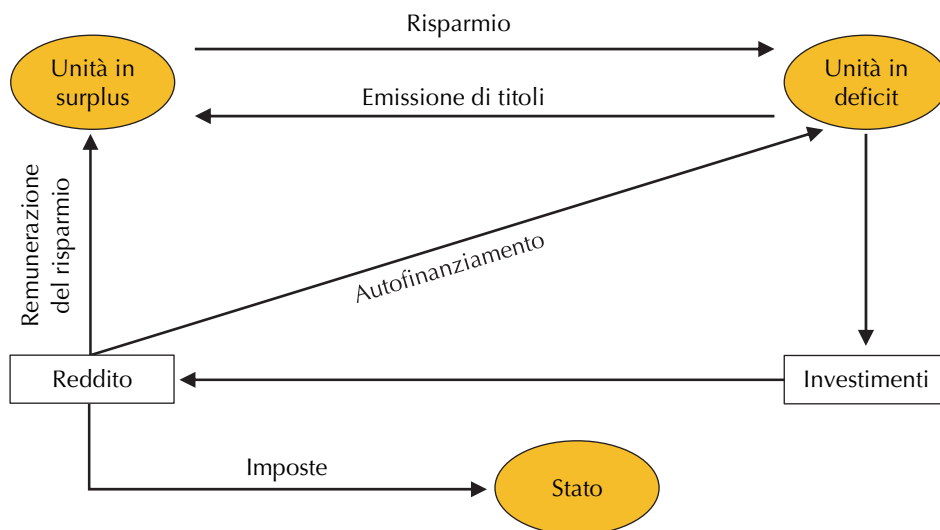 Risparmio
Unità in
surplus
Unità in
deficit
Emissione di titoli
Remunerazione
del risparmio
Autofinanziamento
Reddito
Investimenti
Imposte
Stato